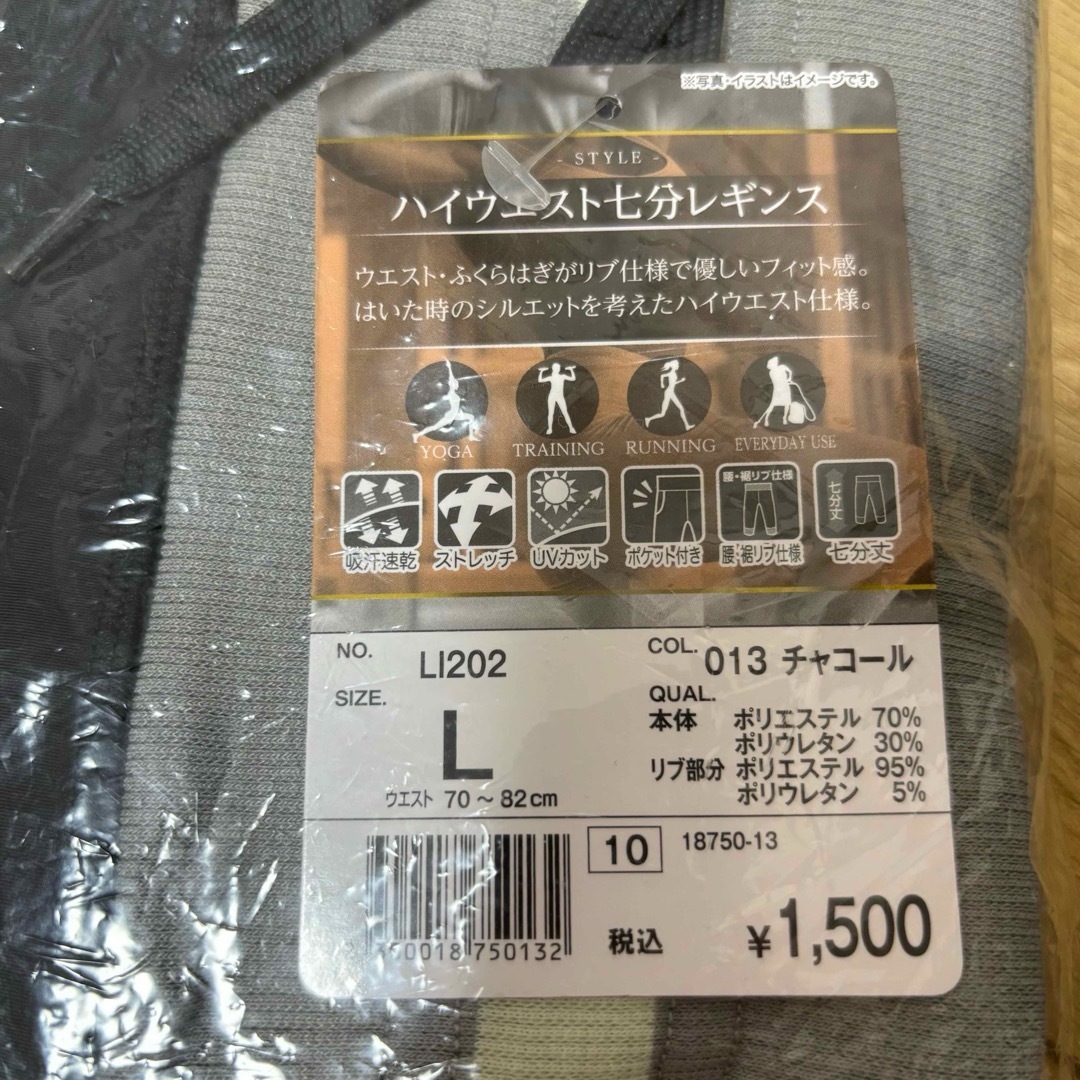 ※写真・イラストはイメージです。
- STYLE -
ハイウエスト七分レギンス
ウエスト・ふくらはぎがリブ仕様で優しいフィット感。
はいた時のシルエットを考えたハイウエスト仕様。
YOGA TRAINING RUNNING EVERYDAY USE
腰・裾リブ仕様
七分丈
吸汗速乾 ストレッチ UVカット ポケット付き 腰・裾リブ仕様 七分丈
NO. LI202
COL. 013 チャコール
SIZE. L
ウエスト 70～82cm
QUAL.
本体 ポリエステル 70%
ポリウレタン 30%
リブ部分 ポリエステル 95%
ポリウレタン 5%
10 18750-13
750132
税込 ¥1,500